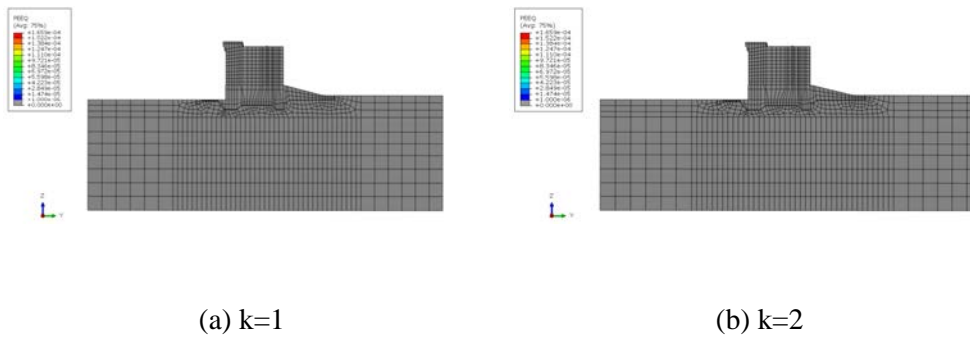 PEEQ
(Avg: 75%)
+1.659e-04
+1.522e-04
+1.384e-04
+1.247e-04
+1.110e-04
+9.721e-05
+8.346e-05
+6.972e-05
+5.598e-05
+4.223e-05
+2.849e-05
+1.474e-05
+1.000e-06
+0.000e+00
Z
Y
PEEQ
(Avg: 75%)
+1.659e-04
+1.522e-04
+1.384e-04
+1.247e-04
+1.110e-04
+9.721e-05
+8.346e-05
+6.972e-05
+5.598e-05
+4.223e-05
+2.849e-05
+1.474e-05
+1.000e-06
+0.000e+00
Z
Y
(a) k=1
(b) k=2